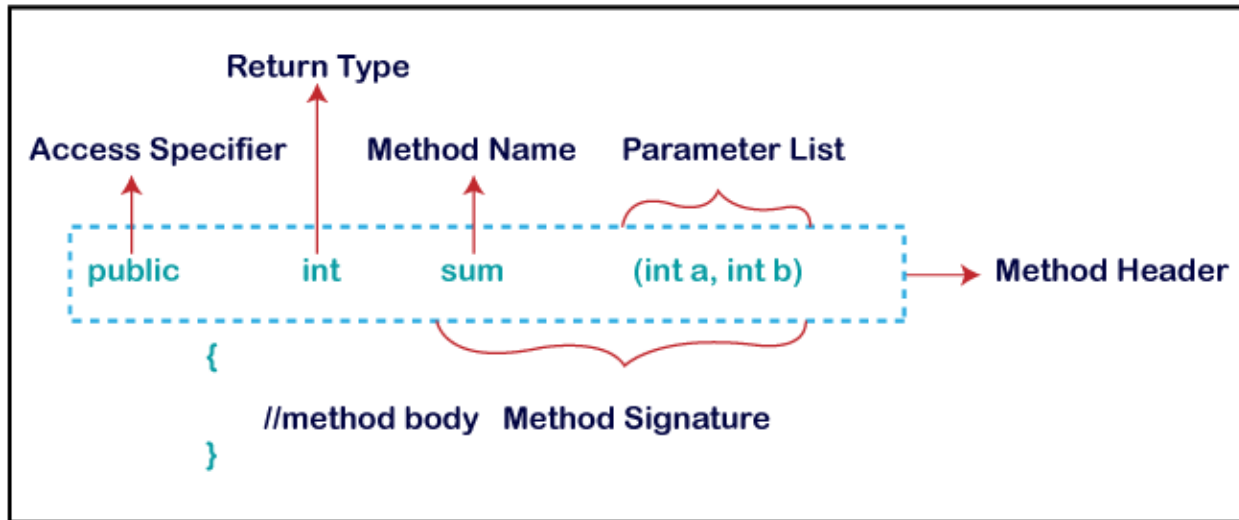 Return Type
Access Specifier Method Name Parameter List
public int sum (int a, int b) Method Header
{
//method body Method Signature
}